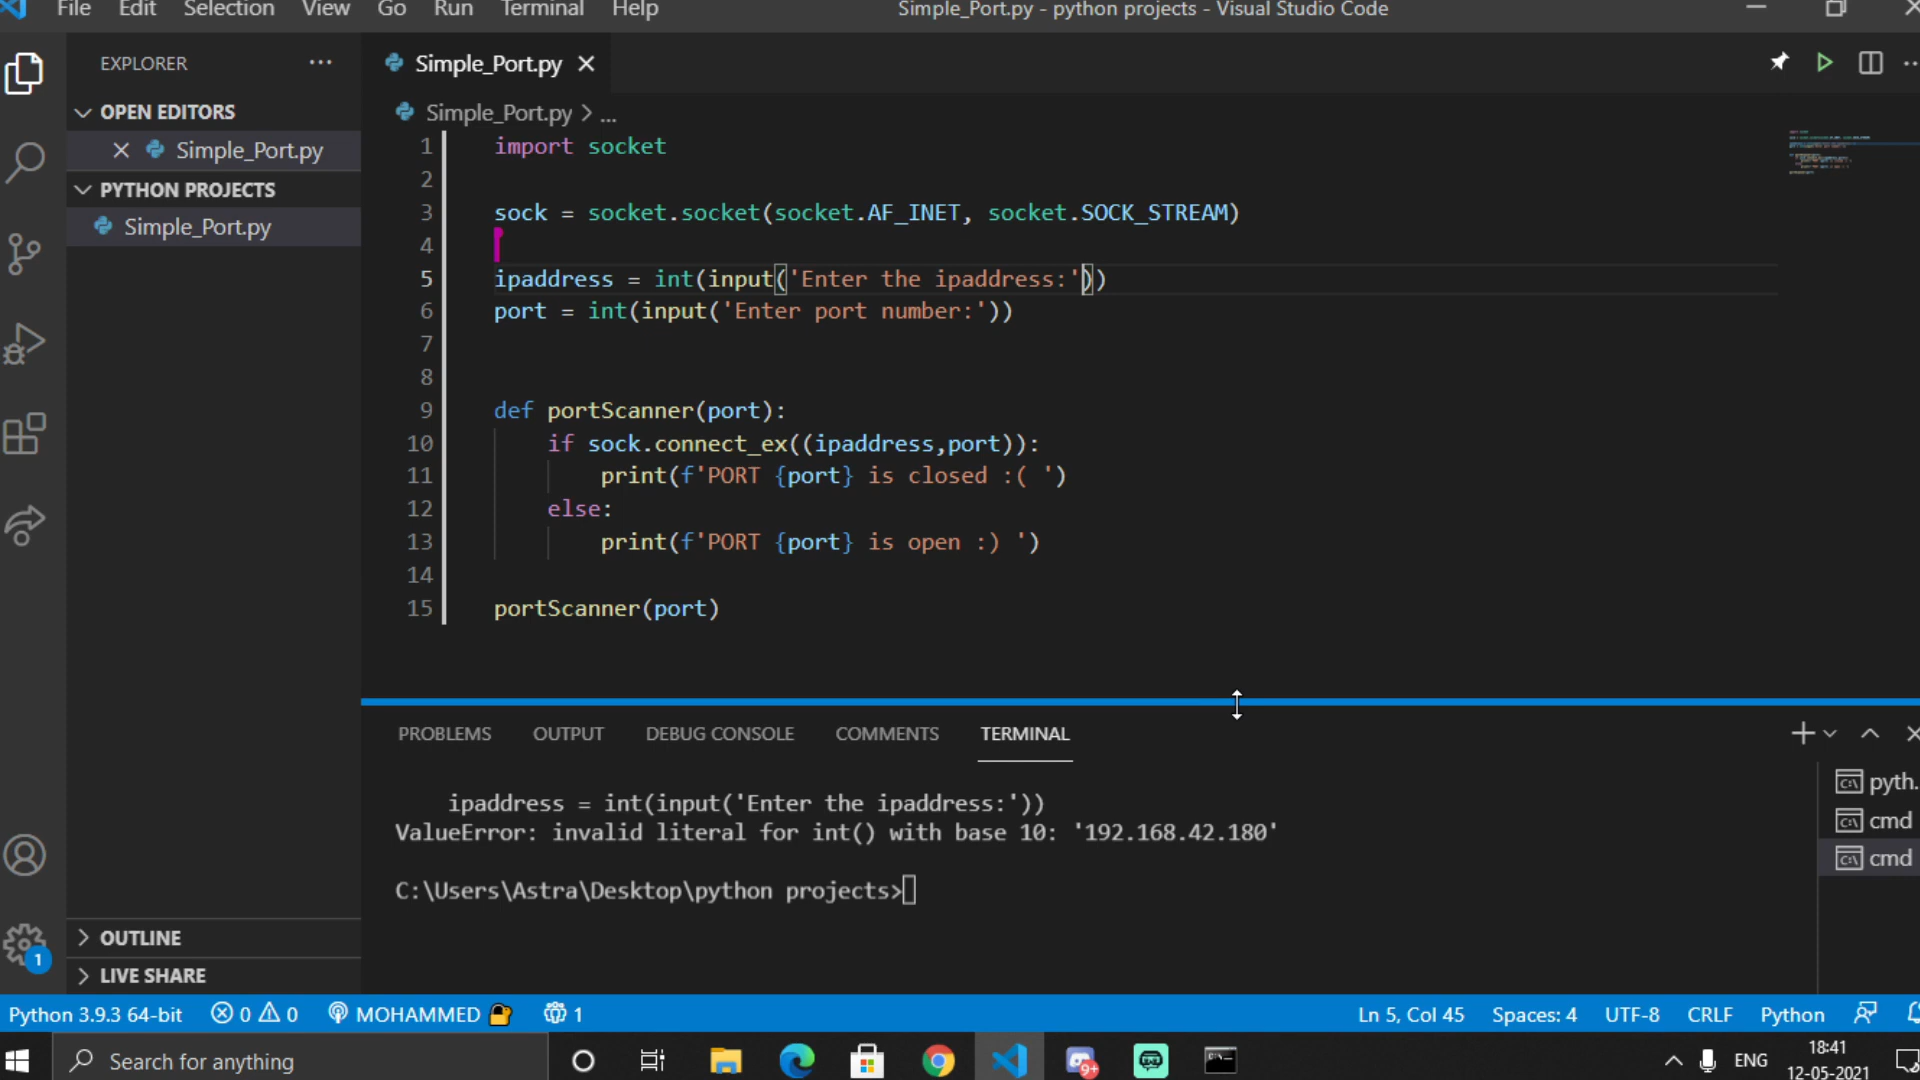 File Edit Selection View Go Run Terminal Help
Simple_Port.py - python projects - Visual Studio Code
EXPLORER ...
OPEN EDITORS
Simple_Port.py
PYTHON PROJECTS
Simple_Port.py
OUTLINE
LIVE SHARE
Simple_Port.py
Simple_Port.py > ...
1 import socket
2
3 sock = socket.socket(socket.AF_INET, socket.SOCK_STREAM)
4
5 ipaddress = int(input('Enter the ipaddress:'))
6 port = int(input('Enter port number:'))
7
8
9 def portScanner(port):
10 if sock.connect_ex((ipaddress,port)):
11 print(f'PORT {port} is closed :( ')
12 else:
13 print(f'PORT {port} is open :) ')
14
15 portScanner(port)
PROBLEMS OUTPUT DEBUG CONSOLE COMMENTS TERMINAL
ipaddress = int(input('Enter the ipaddress:'))
ValueError: invalid literal for int() with base 10: '192.168.42.180'
C:\Users\Astra\Desktop\python projects>
pyth.
cmd
cmd
1
Python 3.9.3 64-bit 0 0 MOHAMMED 1
Ln 5, Col 45 Spaces: 4 UTF-8 CRLF Python
Search for anything
9+
ENG
18:41
12-05-2021